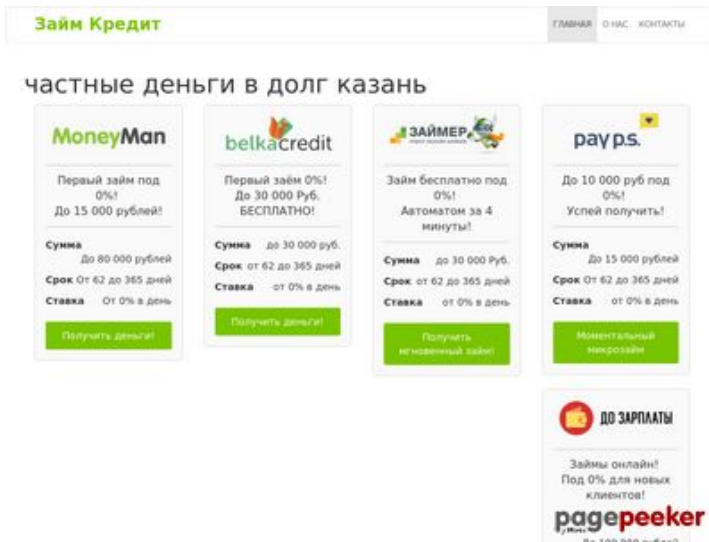 Займ Кредит
ГЛАВНАЯ О НАС КОНТАКТЫ
частные деньги в долг казань
MoneyMan
Первый займ под
0%!
До 15 000 рублей!
Сумма
До 80 000 рублей
Срок От 62 до 365 дней
Ставка От 0% в день
Получить деньги!
belkacredit
Первый заём 0%!
До 30 000 Руб.
БЕСПЛАТНО!
Сумма до 30 000 руб.
Срок от 62 до 365 дней
Ставка от 0% в день
Получить деньги!
ЗАЙМЕР
Займ бесплатно под
0%!
Автоматом за 4
минуты!
Сумма до 30 000 Руб.
Срок от 62 до 365 дней
Ставка от 0% в день
Получить
мгновенный займ!
pay p.s.
До 10 000 руб под
0%!
Успей получить!
Сумма
До 15 000 рублей
Срок От 62 до 365 дней
Ставка От 0% в день
Моментальный
микрозайм
ДО ЗАРПЛАТЫ
Займы онлайн!
Под 0% для новых
клиентов!
pagepeeker
До 100 000 рублей